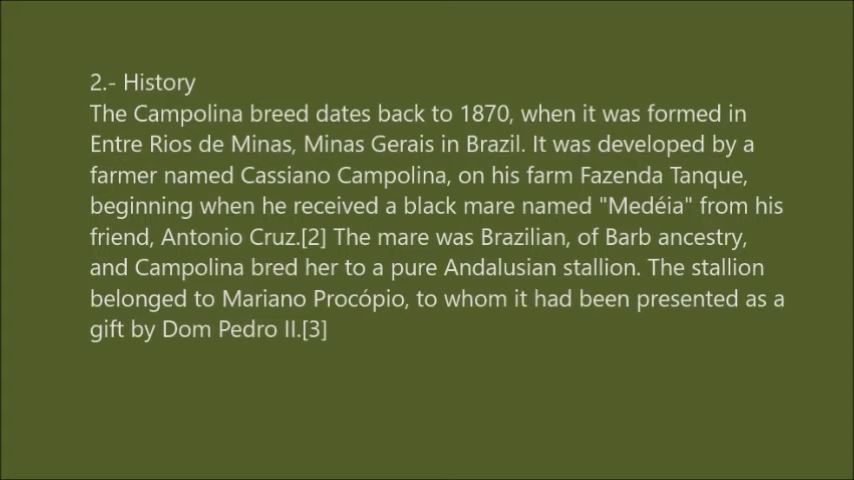 2.- History
The Campolina breed dates back to 1870, when it was formed in
Entre Rios de Minas, Minas Gerais in Brazil. It was developed by a
farmer named Cassiano Campolina, on his farm Fazenda Tanque,
beginning when he received a black mare named "Medéia" from his
friend, Antonio Cruz.[2] The mare was Brazilian, of Barb ancestry,
and Campolina bred her to a pure Andalusian stallion. The stallion
belonged to Mariano Procópio, to whom it had been presented as a
gift by Dom Pedro II.[3]